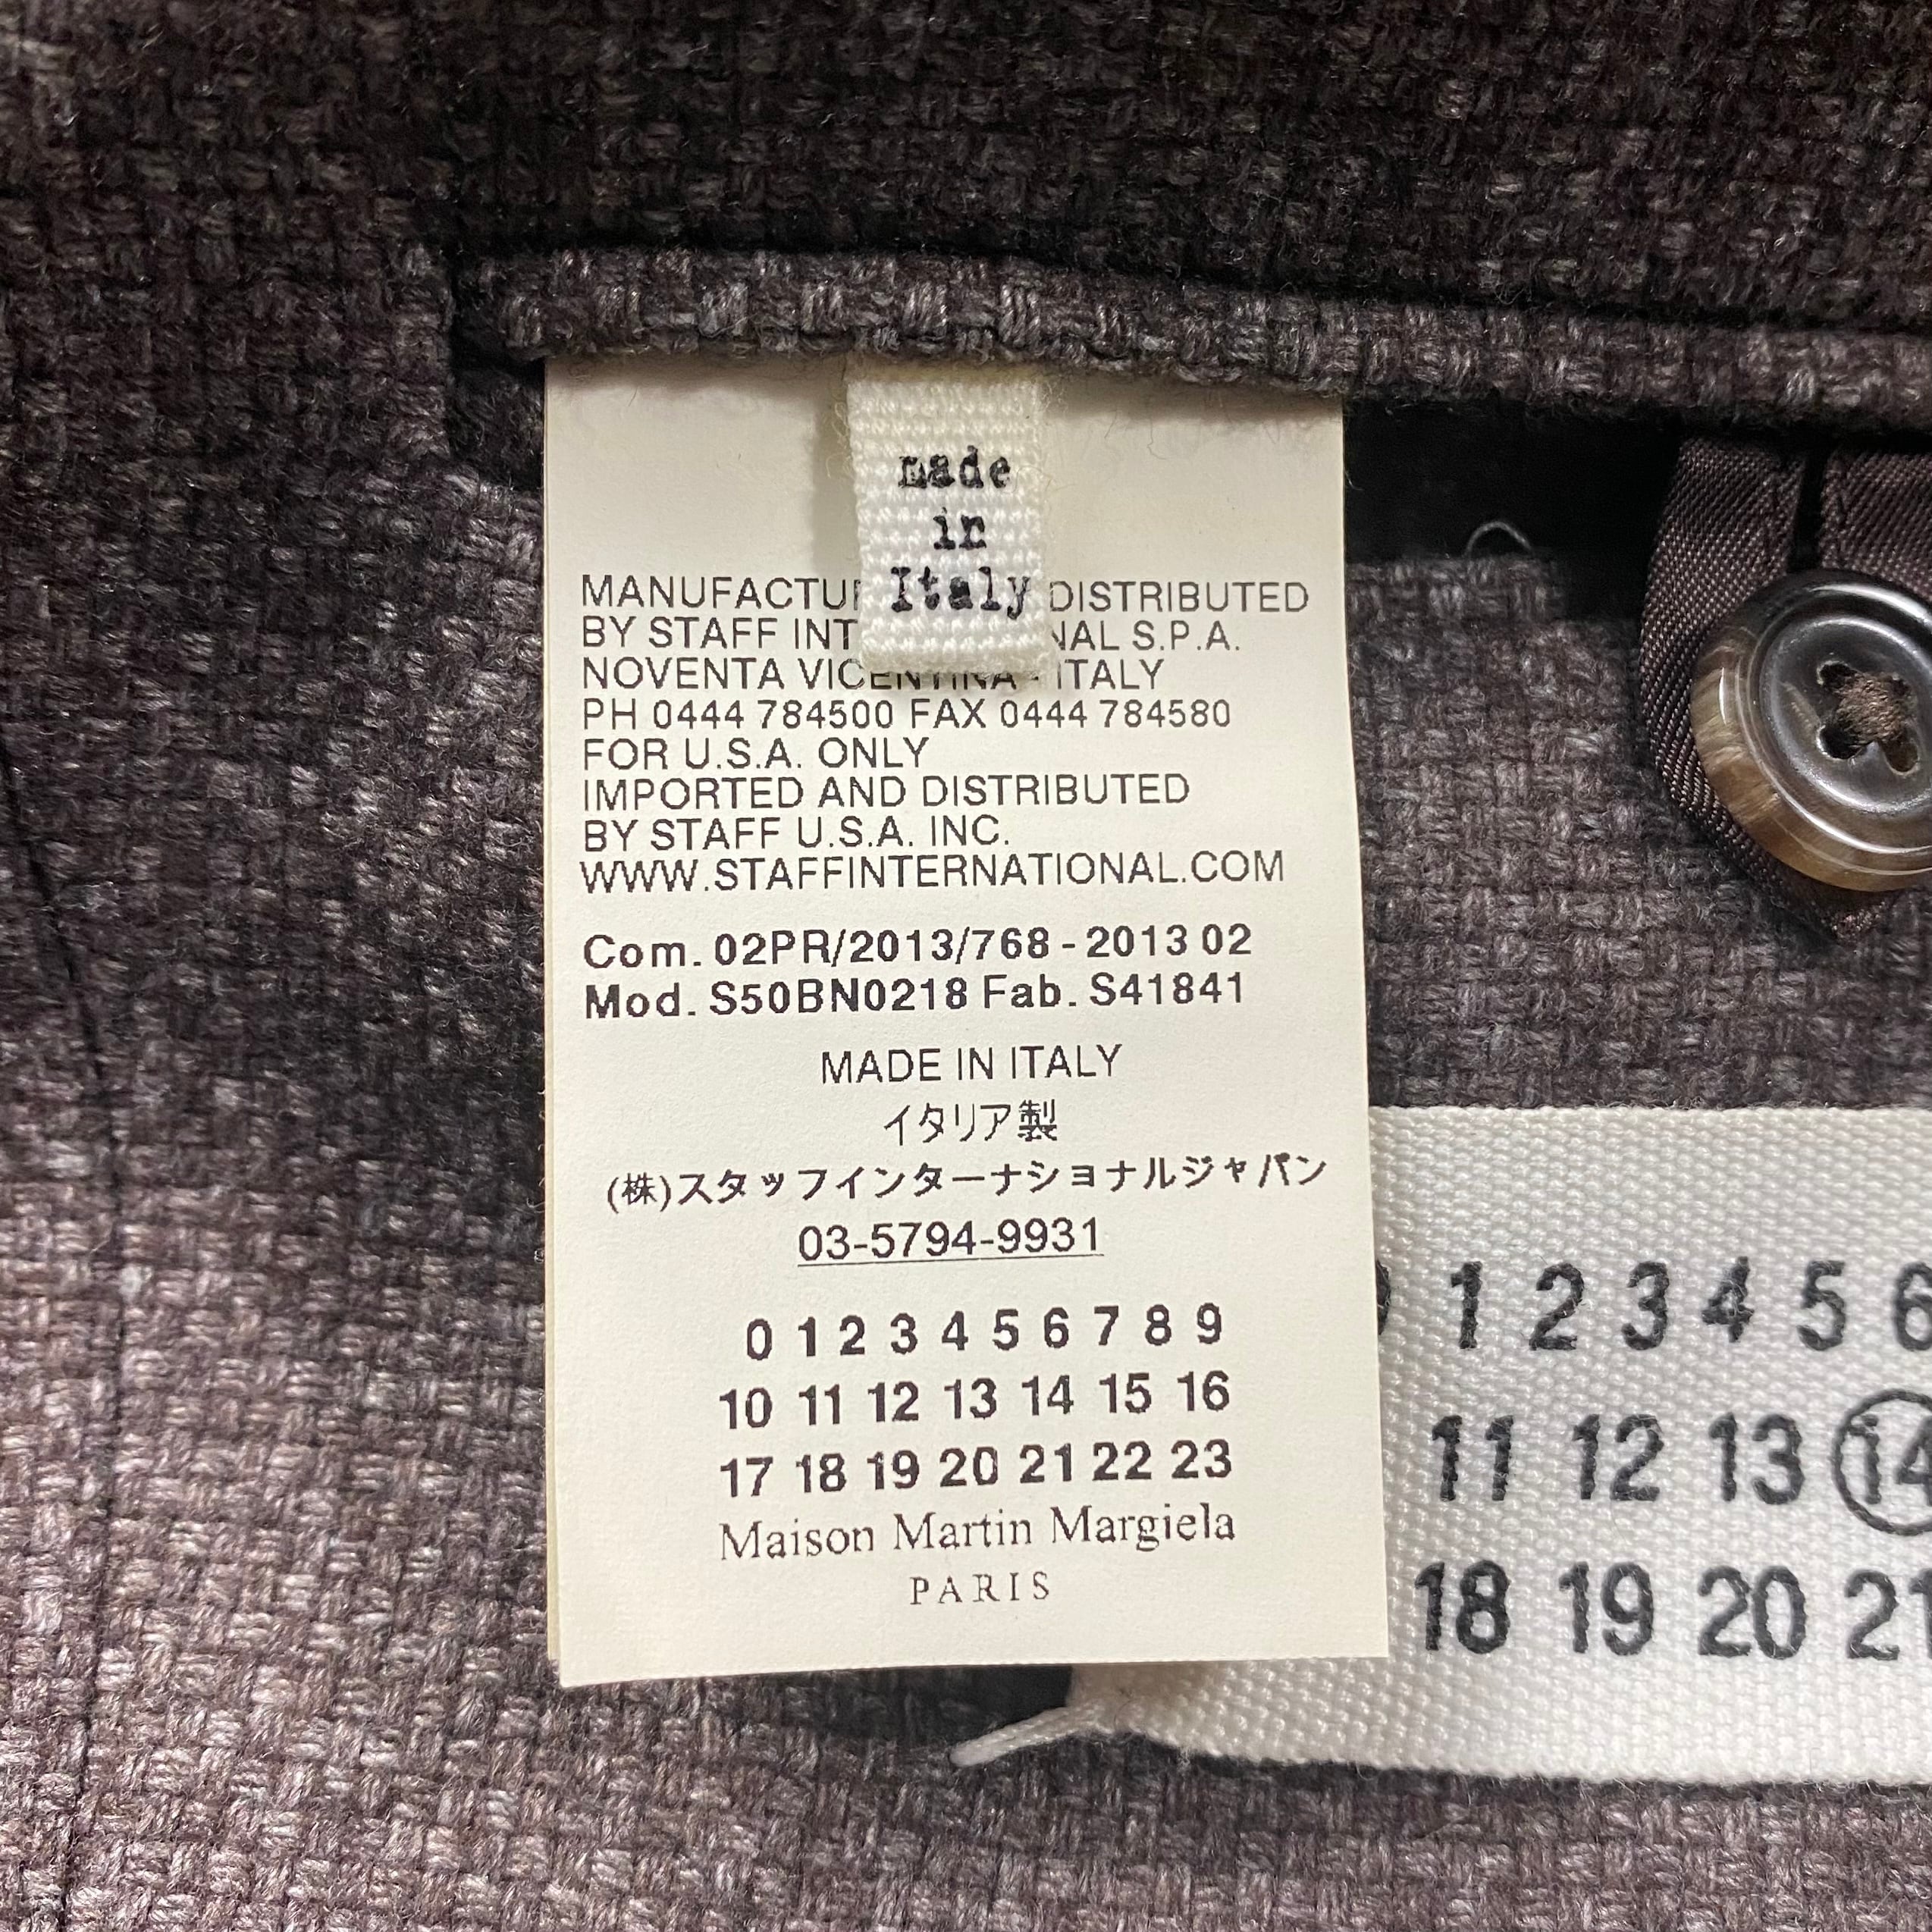 made
in
Italy
MANUFACTU DISTRIBUTED
BY STAFF INT NAL S.P.A.
NOVENTA VICENTINA - ITALY
PH 0444 784500 FAX 0444 784580
FOR U.S.A. ONLY
IMPORTED AND DISTRIBUTED
BY STAFF U.S.A. INC.
WWW.STAFFINTERNATIONAL.COM
Com. 02PR/2013/768 - 2013 02
Mod. S50BN0218 Fab. S41841
MADE IN ITALY
イタリア製
(株)スタッフインターナショナルジャパン
03-5794-9931
0 1 2 3 4 5 6 7 8 9
10 11 12 13 14 15 16
17 18 19 20 21 22 23
Maison Martin Margiela
PARIS
1 2 3 4 5 6
11 12 13 14
18 19 20 21